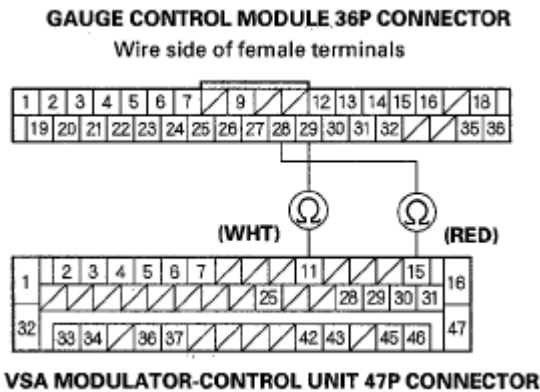 GAUGE CONTROL MODULE 36P CONNECTOR
Wire side of female terminals
1 2 3 4 5 6 7 9 12 13 14 15 16 18
19 20 21 22 23 24 25 26 27 28 29 30 31 32 35 36
Ω Ω
(WHT) (RED)
1 2 3 4 5 6 7 11 15 16
25 28 29 30 31
32 33 34 36 37 42 43 45 46 47
VSA MODULATOR-CONTROL UNIT 47P CONNECTOR